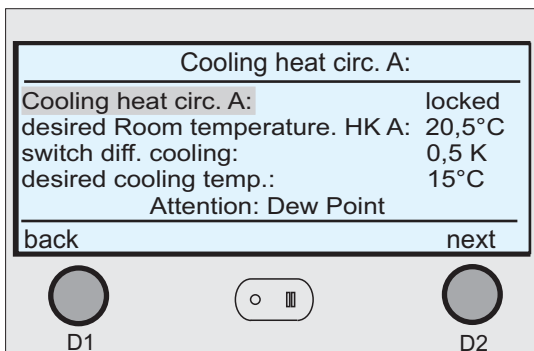 Cooling heat circ. A:
Cooling heat circ. A: locked
desired Room temperature. HK A: 20,5°C
switch diff. cooling: 0,5 K
desired cooling temp.: 15°C
Attention: Dew Point
back next
D1 D2